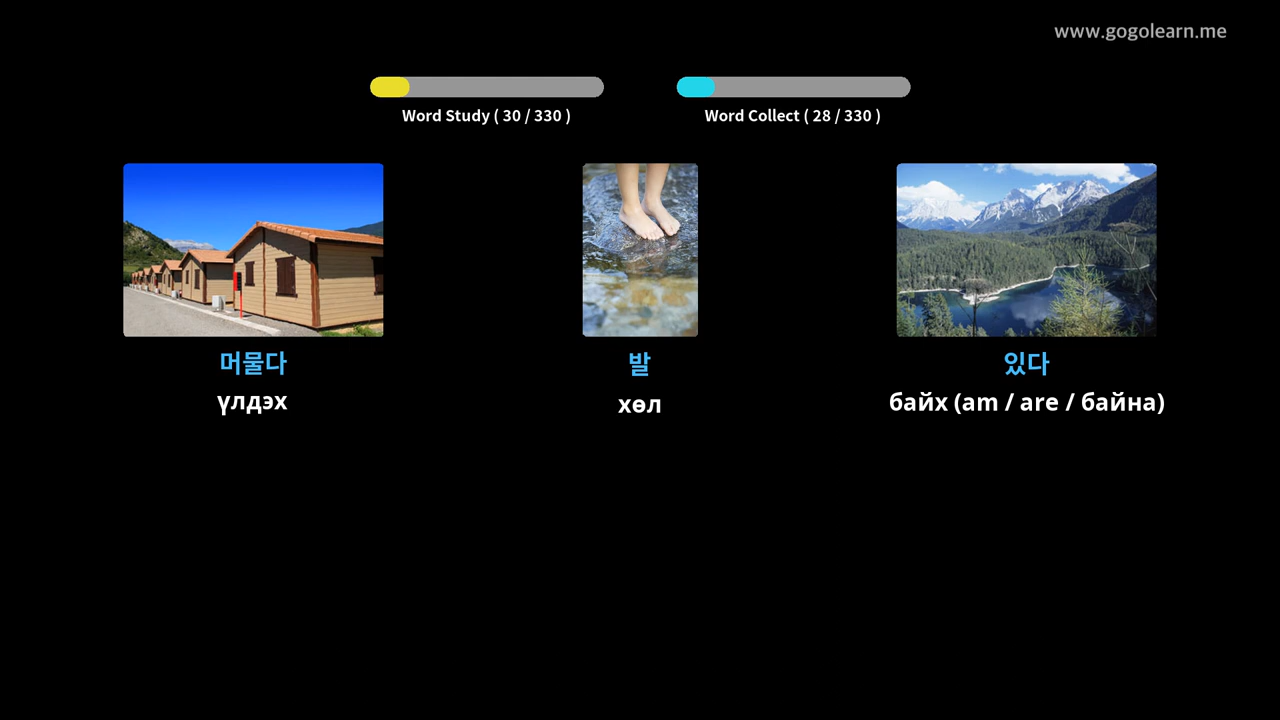 www.gogolearn.me
Word Study ( 30 / 330 )
Word Collect ( 28 / 330 )
머물다
үлдэх
발
хөл
있다
байх (am / are / байна)